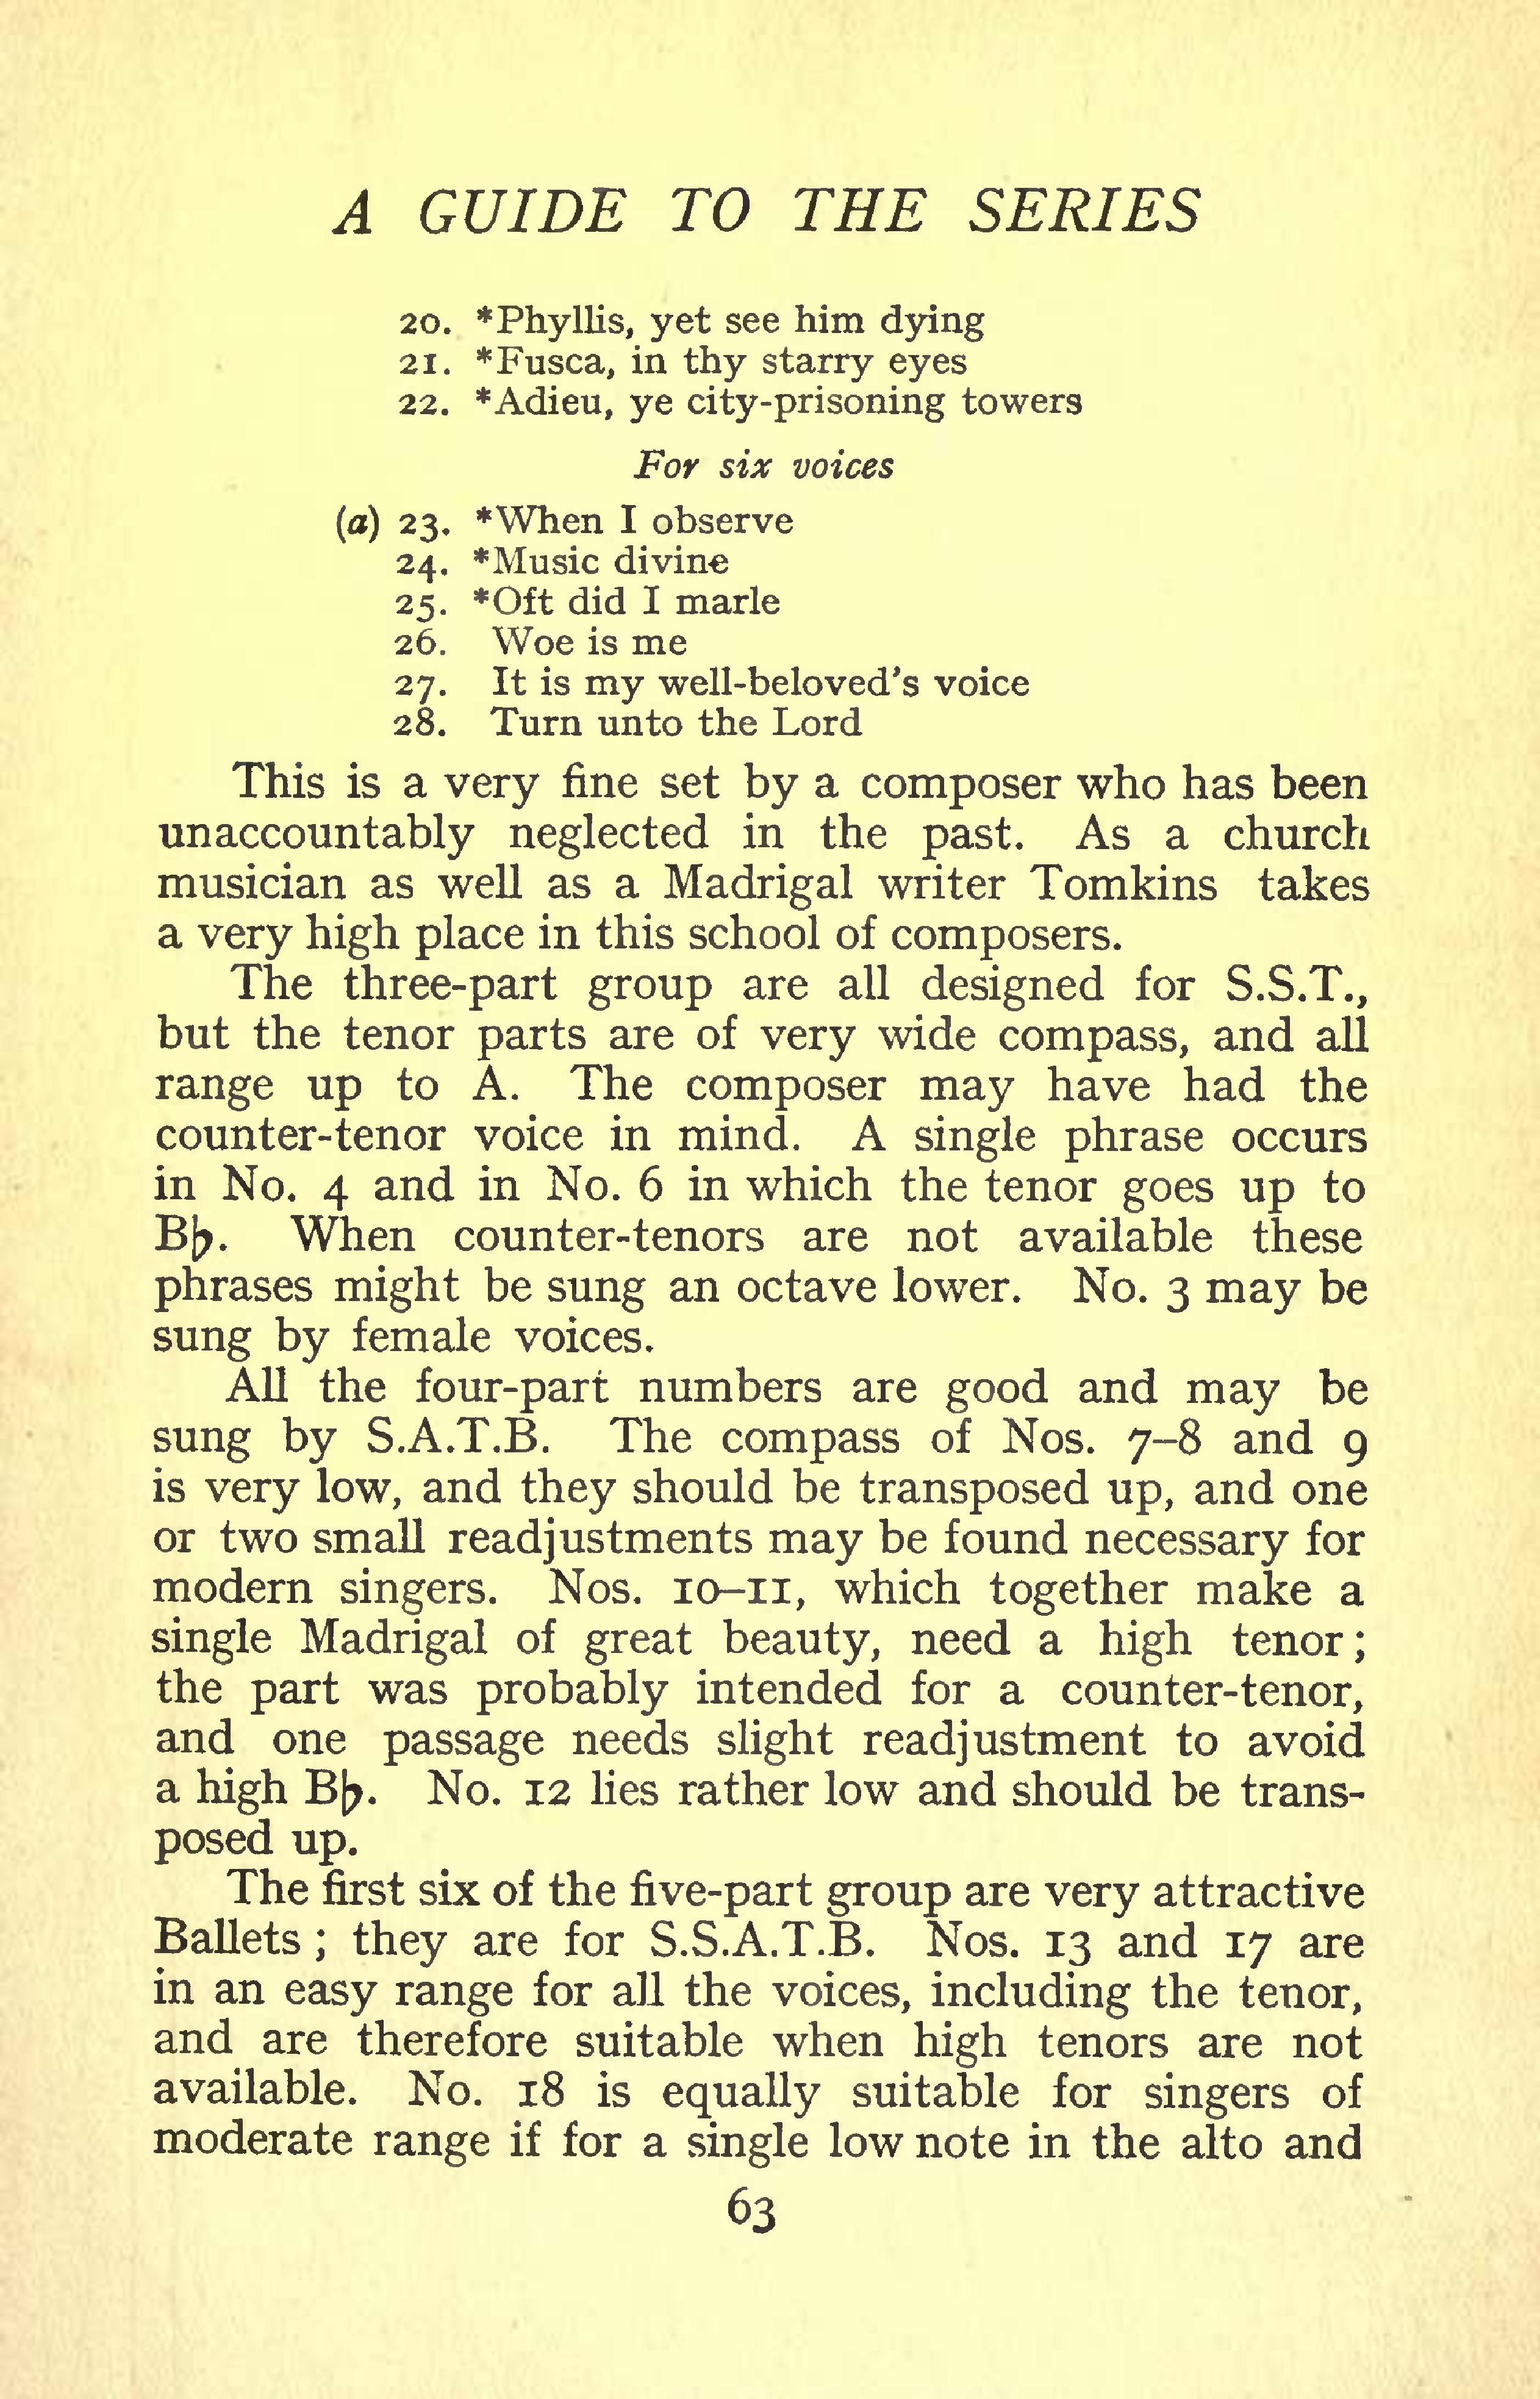 A GUIDE TO THE SERIES
20. *Phyllis, yet see him dying
21. *Fusca, in thy starry eyes
22. *Adieu, ye city-prisoning towers
For six voices
(a) 23. *When I observe
24. *Music divine
25. *Oft did I marle
26. Woe is me
27. It is my well-beloved's voice
28. Turn unto the Lord
This is a very fine set by a composer who has been
unaccountably neglected in the past. As a church
musician as well as a Madrigal writer Tomkins takes
a very high place in this school of composers.
The three-part group are all designed for S.S.T.,
but the tenor parts are of very wide compass, and all
range up to A. The composer may have had the
counter-tenor voice in mind. A single phrase occurs
in No. 4 and in No. 6 in which the tenor goes up to
B♭. When counter-tenors are not available these
phrases might be sung an octave lower. No. 3 may be
sung by female voices.
All the four-part numbers are good and may be
sung by S.A.T.B. The compass of Nos. 7–8 and 9
is very low, and they should be transposed up, and one
or two small readjustments may be found necessary for
modern singers. Nos. 10–11, which together make a
single Madrigal of great beauty, need a high tenor;
the part was probably intended for a counter-tenor,
and one passage needs slight readjustment to avoid
a high B♭. No. 12 lies rather low and should be trans-
posed up.
The first six of the five-part group are very attractive
Ballets; they are for S.S.A.T.B. Nos. 13 and 17 are
in an easy range for all the voices, including the tenor,
and are therefore suitable when high tenors are not
available. No. 18 is equally suitable for singers of
moderate range if for a single low note in the alto and
63